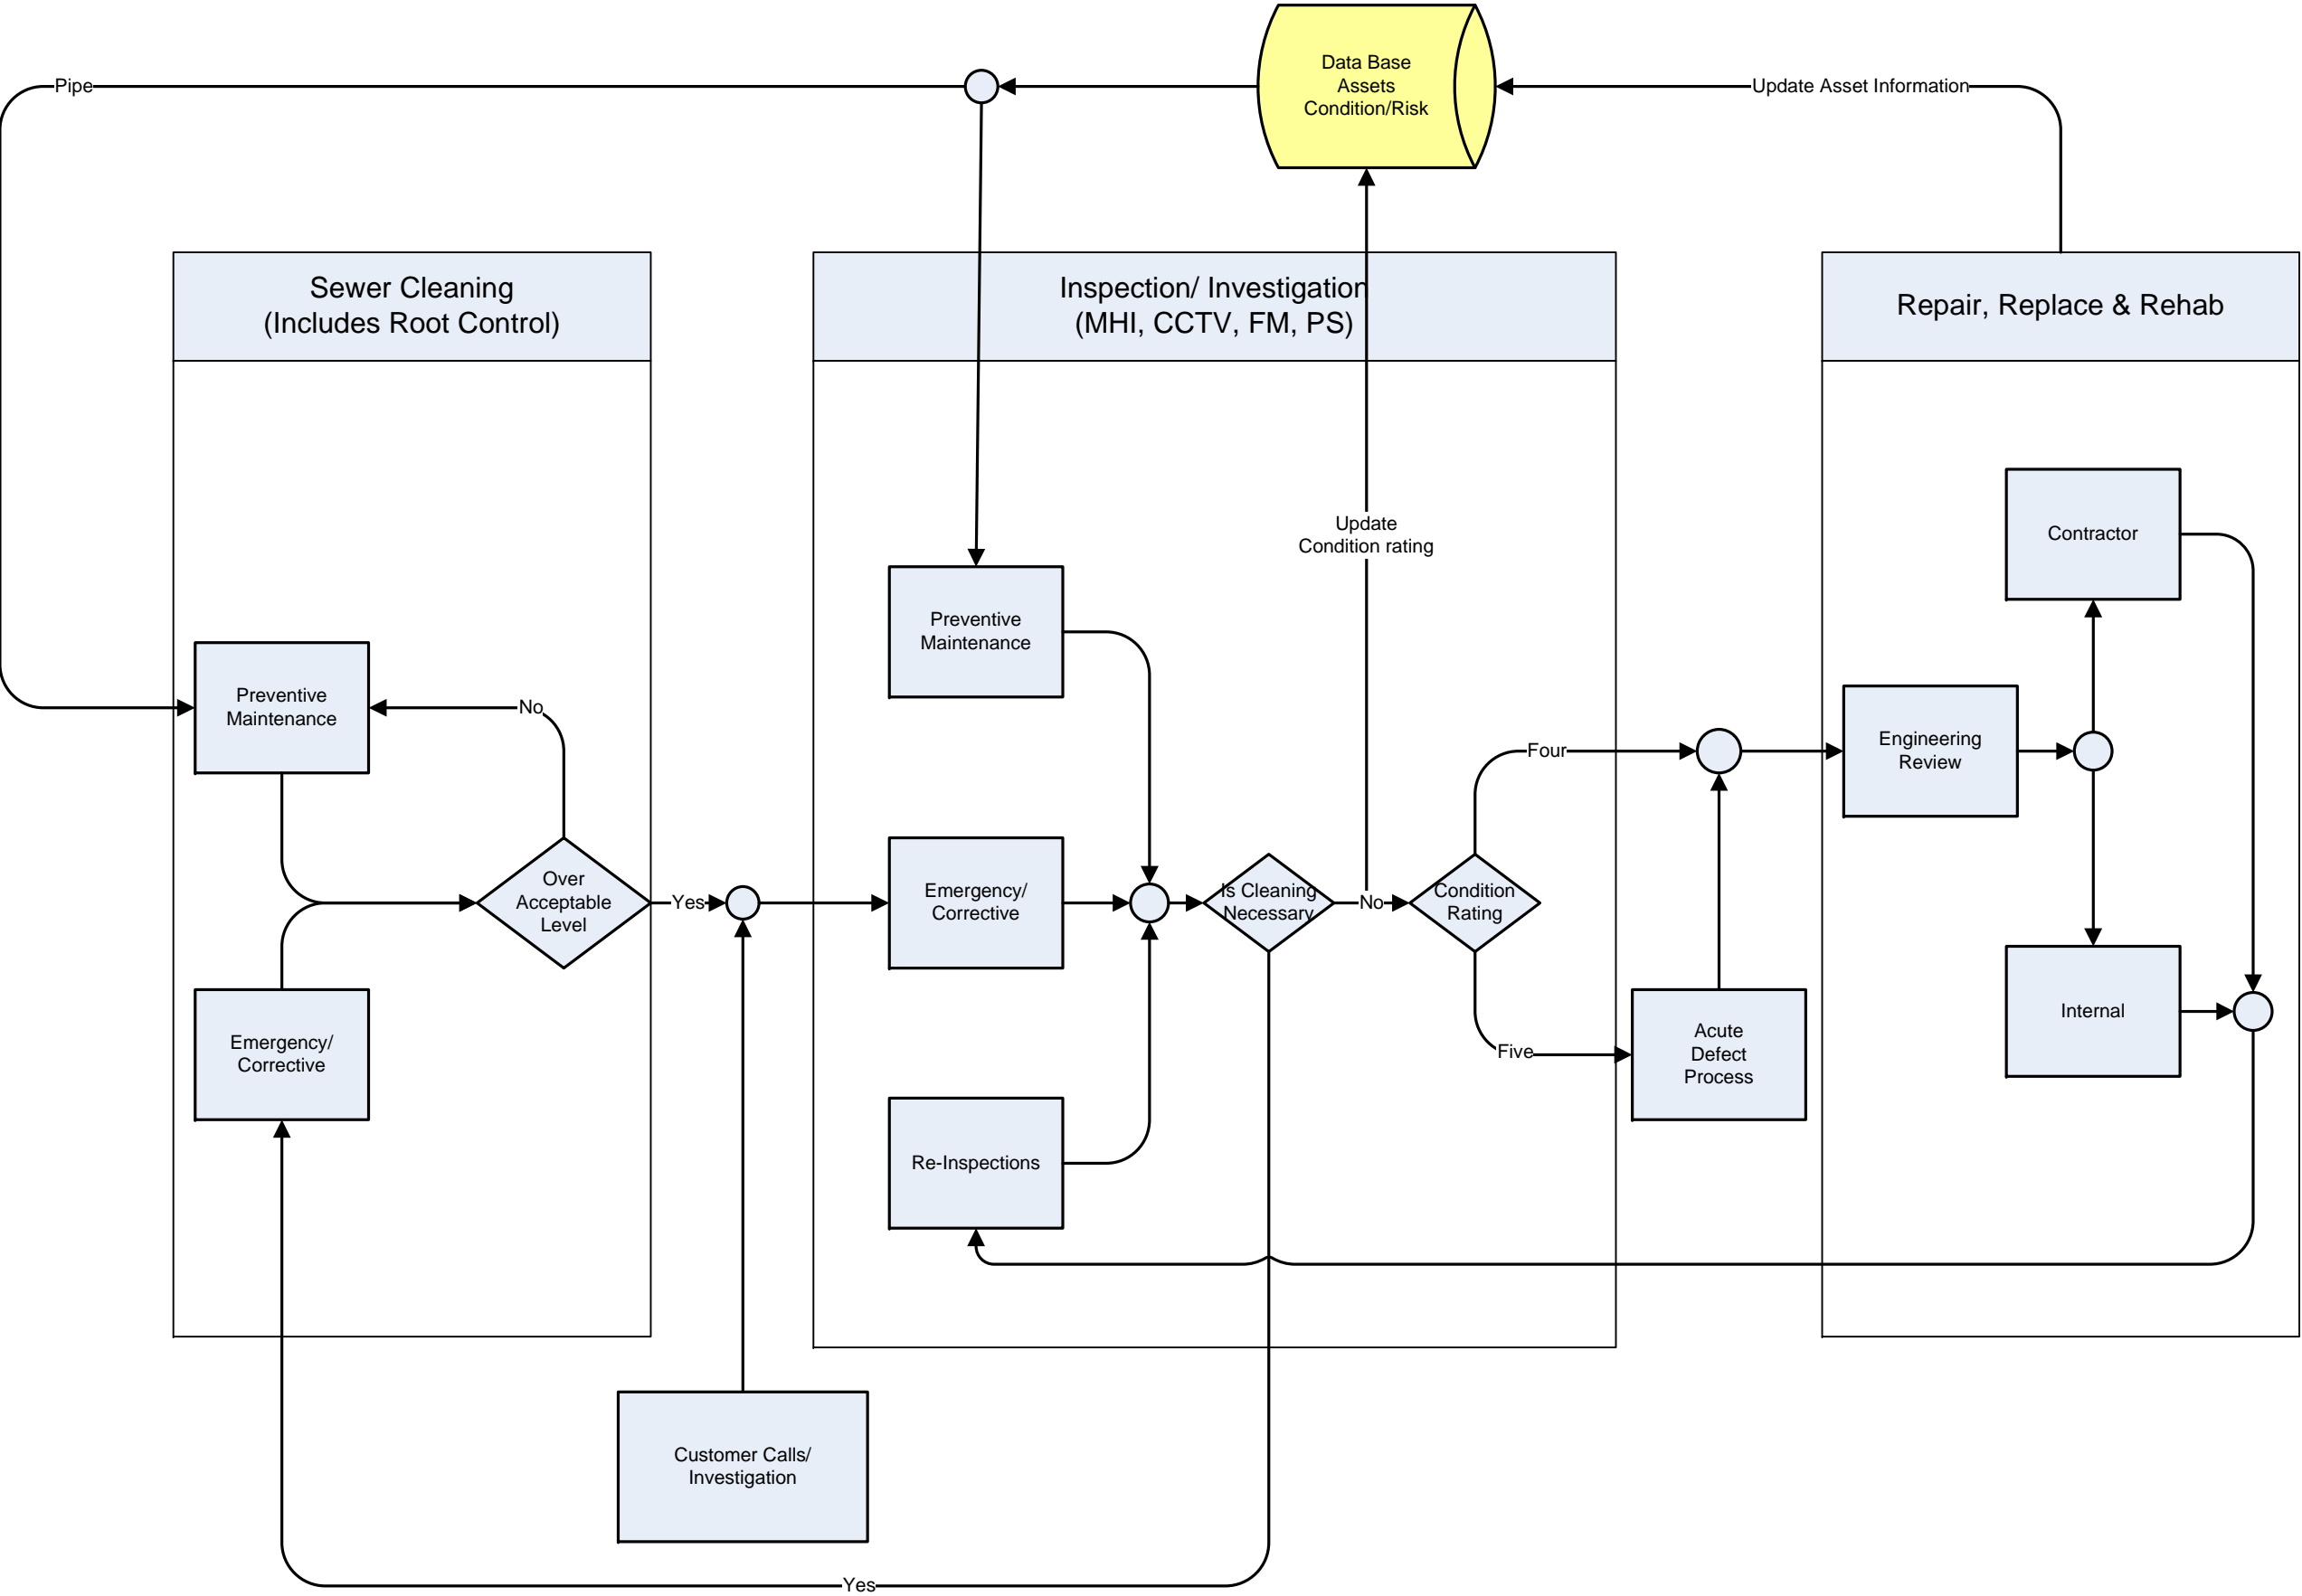 Data Base
Assets
Condition/Risk
Pipe
Update Asset Information
Sewer Cleaning
(Includes Root Control)
Inspection/ Investigation
(MHI, CCTV, FM, PS)
Repair, Replace & Rehab
Update
Condition rating
Contractor
Preventive
Maintenance
Preventive
Maintenance
No
Four
Engineering
Review
Over
Acceptable
Level
Yes
Emergency/
Corrective
Is Cleaning
Necessary
No
Condition
Rating
Emergency/
Corrective
Five
Acute
Defect
Process
Internal
Re-Inspections
Customer Calls/
Investigation
Yes